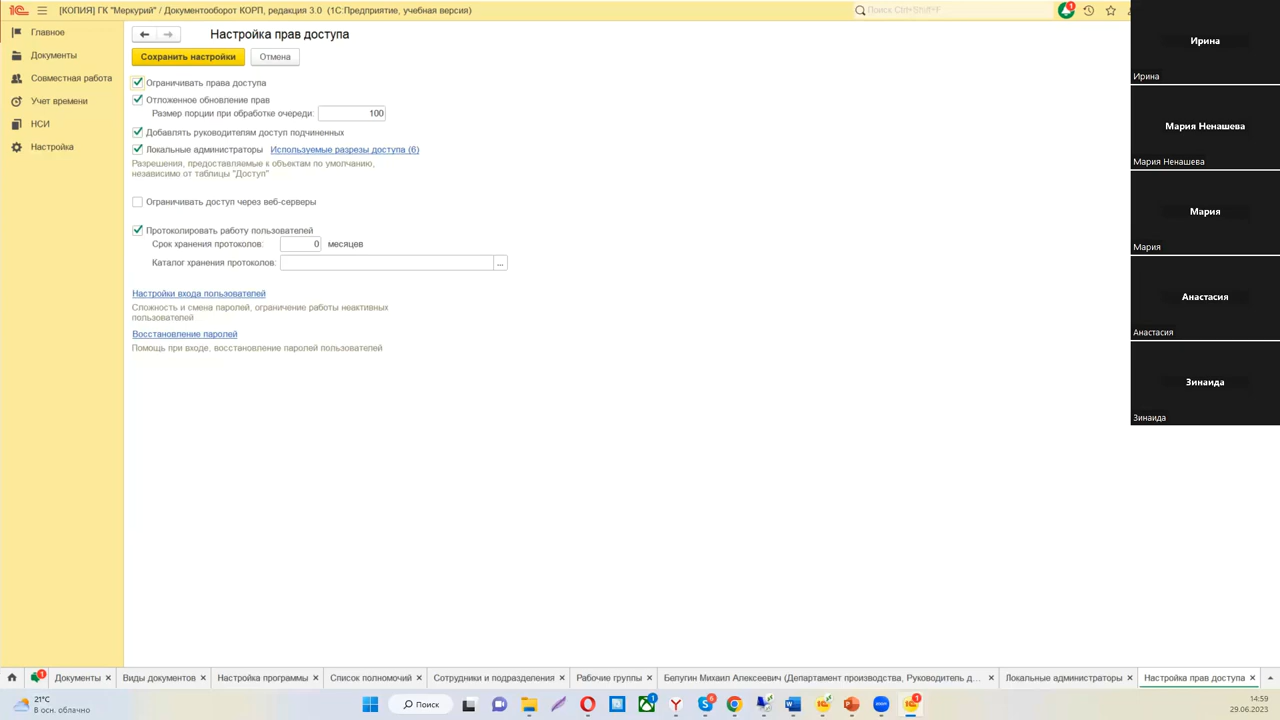 [КОПИЯ] ГК "Меркурий" / Документооборот КОРП, редакция 3.0 (1С:Предприятие, учебная версия)
Поиск Ctrl+Shift+F
1
Главное
Документы
Совместная работа
Учет времени
НСИ
Настройка
Настройка прав доступа
Сохранить настройки
Отмена
Ограничивать права доступа
Отложенное обновление прав
Размер порции при обработке очереди: 100
Добавлять руководителям доступ подчиненных
Локальные администраторы Используемые разрезы доступа (6)
Разрешения, предоставляемые к объектам по умолчанию,
независимо от таблицы "Доступ"
Ограничивать доступ через веб-серверы
Протоколировать работу пользователей
Срок хранения протоколов: 0 месяцев
Каталог хранения протоколов: ...
Настройки входа пользователей
Сложность и смена паролей, ограничение работы неактивных
пользователей
Восстановление паролей
Помощь при входе, восстановление паролей пользователей
Ирина
Ирина
Мария Ненашева
Мария Ненашева
Мария
Мария
Анастасия
Анастасия
Зинаида
Зинаида
1 Документы Виды документов Настройка программы Список полномочий Сотрудники и подразделения Рабочие группы Белугин Михаил Алексеевич (Департамент производства, Руководитель д... Локальные администраторы Настройка прав доступа
21°C
В осн. облачно
Поиск
1
6
zoom
1
14:59
29.06.2023